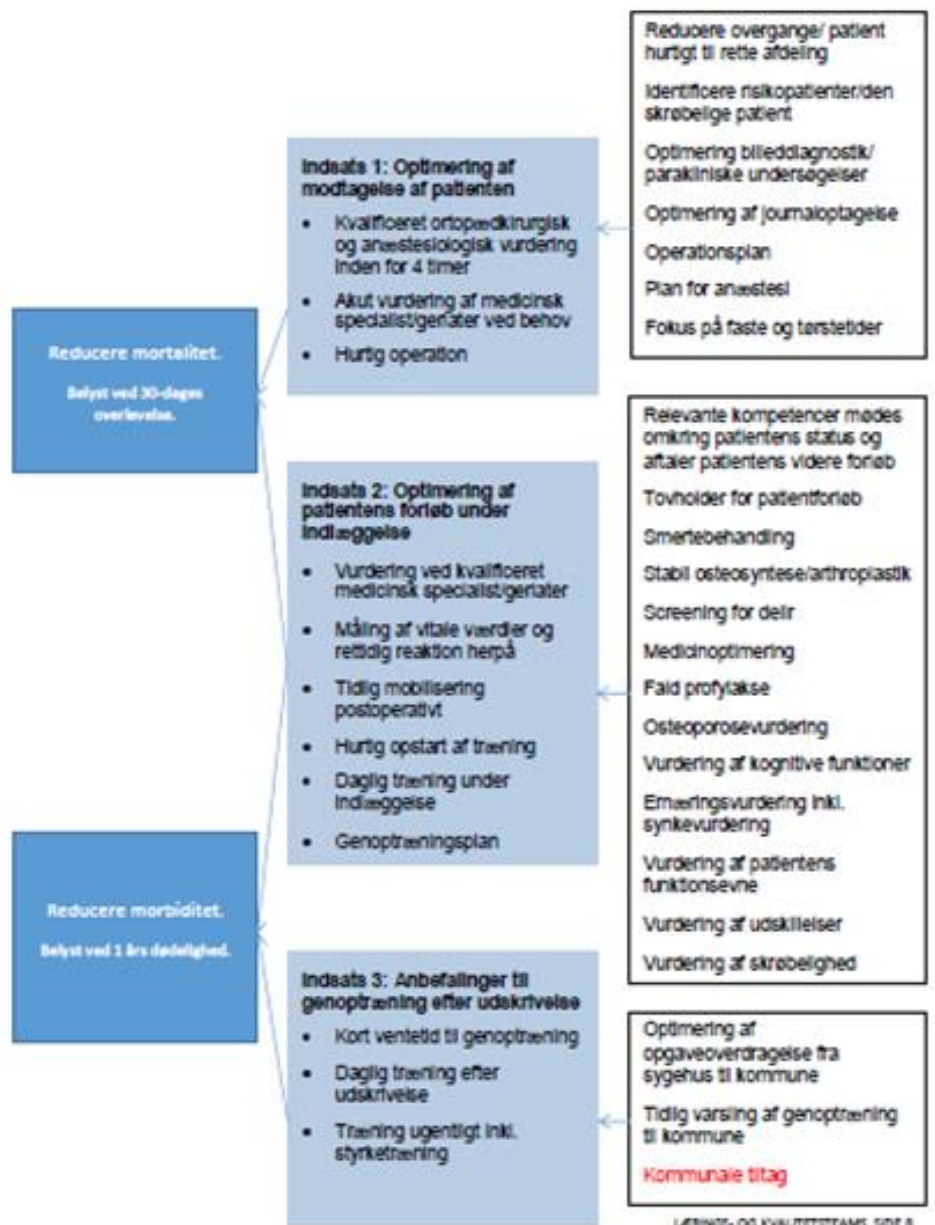 Reducere mortalitet.
Belyst ved 30-dages
overlevelse.
Reducere morbiditet.
Belyst ved 1 års dødelighed.
Indsats 1: Optimering af
modtagelse af patienten
• Kvalificeret ortopædkirurgisk
og anæstesiologisk vurdering
inden for 4 timer
• Akut vurdering af medicinsk
specialist/geriater ved behov
• Hurtig operation
Indsats 2: Optimering af
patientens forløb under
indlæggelse
• Vurdering ved kvalificeret
medicinsk specialist/geriater
• Måling af vitale værdier og
rettidig reaktion herpå
• Tidlig mobilisering
postoperativt
• Hurtig opstart af træning
• Daglig træning under
indlæggelse
• Genoptræningsplan
Indsats 3: Anbefalinger til
genoptræning efter udskrivelse
• Kort ventetid til genoptræning
• Daglig træning efter
udskrivelse
• Træning ugentligt inkl.
styrketræning
Reducere overgange/ patient
hurtigt til rette afdeling
Identificere risikopatienter/den
skrøbelige patient
Optimering billeddiagnostik/
parakliniske undersøgelser
Optimering af journaloptagelse
Operationsplan
Plan for anæstesi
Fokus på faste og tørstetider
Relevante kompetencer mødes
omkring patientens status og
aftaler patientens videre forløb
Tovholder for patientforløb
Smertebehandling
Stabil osteosyntese/arthroplastik
Screening for delir
Medicinoptimering
Fald profylakse
Osteoporosevurdering
Vurdering af kognitive funktioner
Ernæringsvurdering inkl.
synkevurdering
Vurdering af patientens
funktionsevne
Vurdering af udskillelser
Vurdering af skrøbelighed
Optimering af
opgaveoverdragelse fra
sygehus til kommune
Tidlig varsling af genoptræning
til kommune
Kommunale tiltag
LÆRINGS- OG KVALITETSTEAMS, SIDE 8